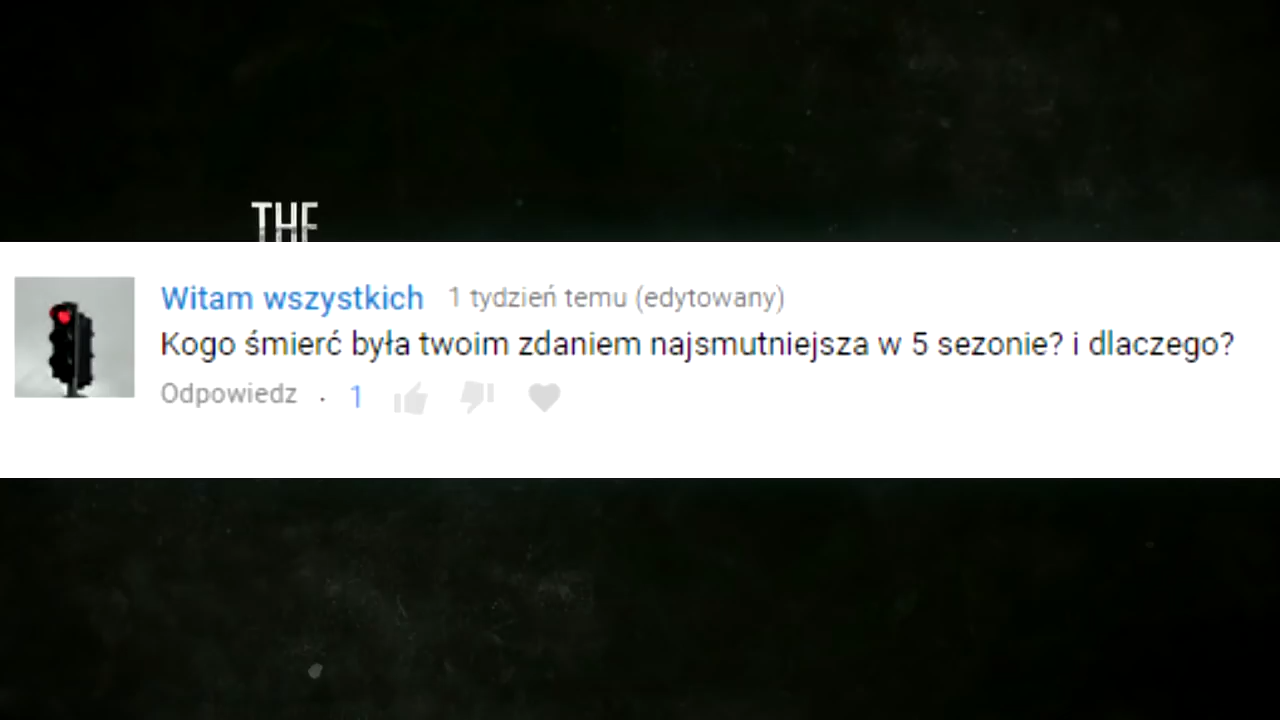 THE
Witam wszystkich 1 tydzień temu (edytowany)
Kogo śmierć była twoim zdaniem najsmutniejsza w 5 sezonie? i dlaczego?
Odpowiedz · 1